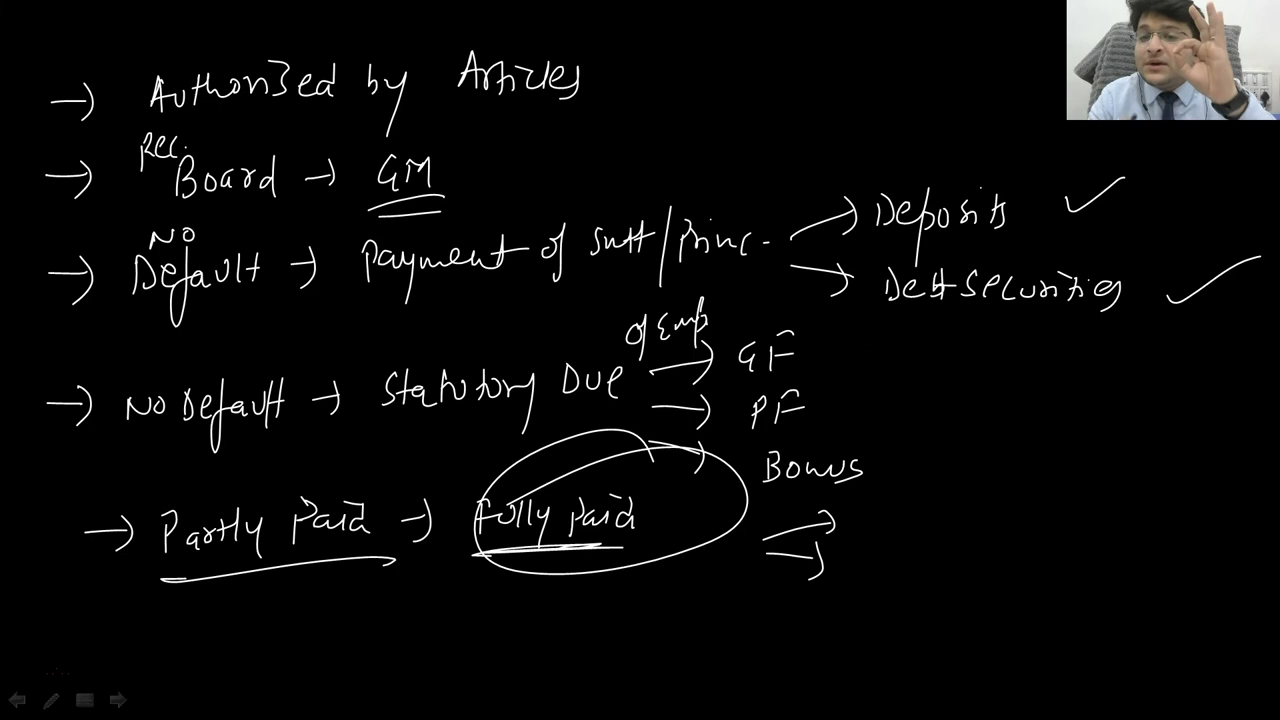 → Authorised by Articles
Rec.
→ Board → GM
NO
→ Default → Payment of Intt/Princ. → Deposits ✓
→ Debt Securities ✓
of Emp
→ No Default → Statutory Due → GF
→ PF
→ Bonus
→ Partly Paid → Fully Paid